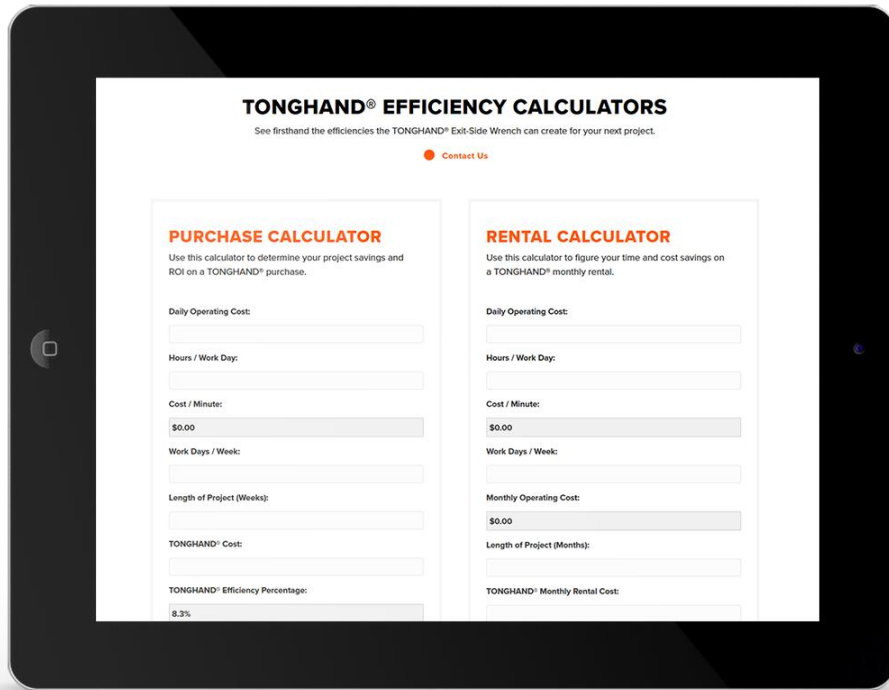 TONGHAND® EFFICIENCY CALCULATORS
See firsthand the efficiencies the TONGHAND® Exit-Side Wrench can create for your next project.
Contact Us
PURCHASE CALCULATOR
Use this calculator to determine your project savings and
ROI on a TONGHAND® purchase.
Daily Operating Cost:
Hours / Work Day:
Cost / Minute:
$0.00
Work Days / Week:
Length of Project (Weeks):
TONGHAND® Cost:
TONGHAND® Efficiency Percentage:
8.3%
RENTAL CALCULATOR
Use this calculator to figure your time and cost savings on
a TONGHAND® monthly rental.
Daily Operating Cost:
Hours / Work Day:
Cost / Minute:
$0.00
Work Days / Week:
Monthly Operating Cost:
$0.00
Length of Project (Months):
TONGHAND® Monthly Rental Cost: